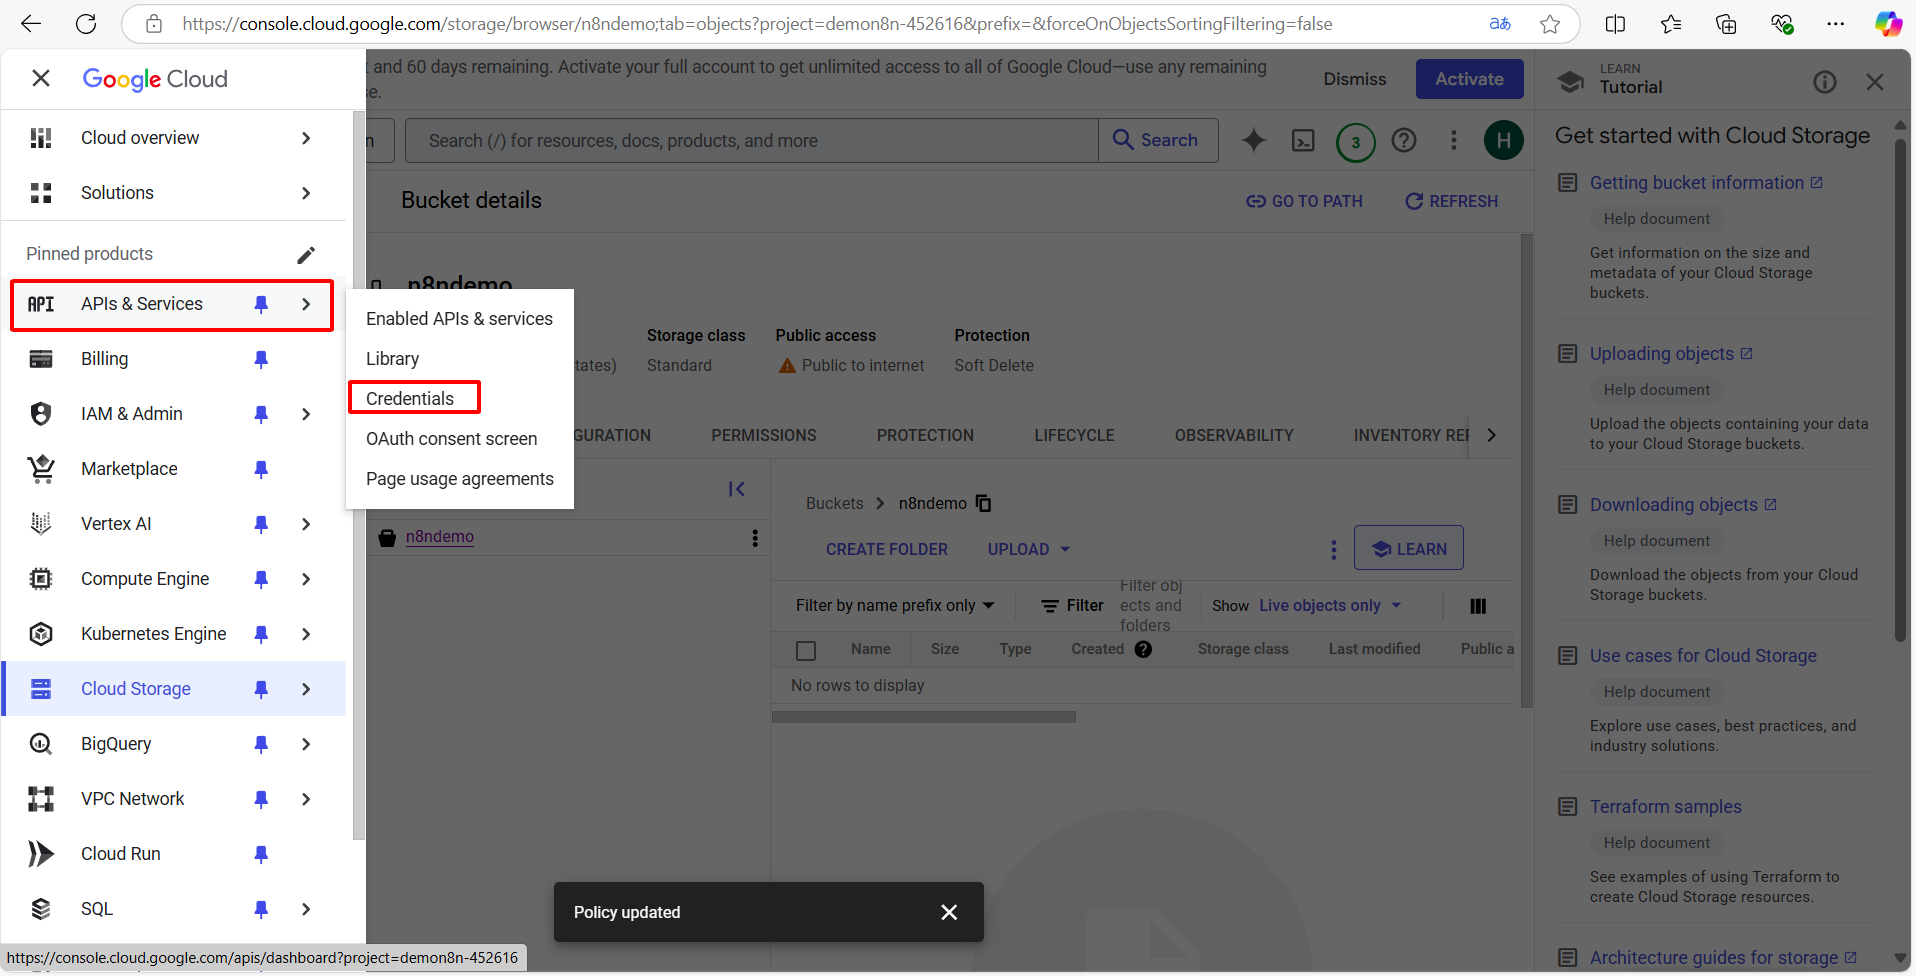 https://console.cloud.google.com/storage/browser/n8ndemo;tab=objects?project=demon8n-452616&prefix=&forceOnObjectsSortingFiltering=false
Google Cloud
Cloud overview
Solutions
Pinned products
API APIs & Services
Billing
IAM & Admin
Marketplace
Vertex AI
Compute Engine
Kubernetes Engine
Cloud Storage
BigQuery
VPC Network
Cloud Run
SQL
https://console.cloud.google.com/apis/dashboard?project=demon8n-452616
Enabled APIs & services
Library
Credentials
OAuth consent screen
Page usage agreements
and 60 days remaining. Activate your full account to get unlimited access to all of Google Cloud—use any remaining
Dismiss
Activate
Search (/) for resources, docs, products, and more
Search
3
H
Bucket details
GO TO PATH
REFRESH
n8ndemo
Storage class
Public access
Protection
tates)
Standard
Public to internet
Soft Delete
GURATION
PERMISSIONS
PROTECTION
LIFECYCLE
OBSERVABILITY
INVENTORY REP
n8ndemo
Buckets > n8ndemo
CREATE FOLDER
UPLOAD
LEARN
Filter by name prefix only
Filter
Filter obj
ects and
folders
Show Live objects only
Name
Size
Type
Created
Storage class
Last modified
Public a
No rows to display
Policy updated
LEARN
Tutorial
Get started with Cloud Storage
Getting bucket information
Help document
Get information on the size and
metadata of your Cloud Storage
buckets.
Uploading objects
Help document
Upload the objects containing your data
to your Cloud Storage buckets.
Downloading objects
Help document
Download the objects from your Cloud
Storage buckets.
Use cases for Cloud Storage
Help document
Explore use cases, best practices, and
industry solutions.
Terraform samples
Help document
See examples of using Terraform to
create Cloud Storage resources.
Architecture guides for storage